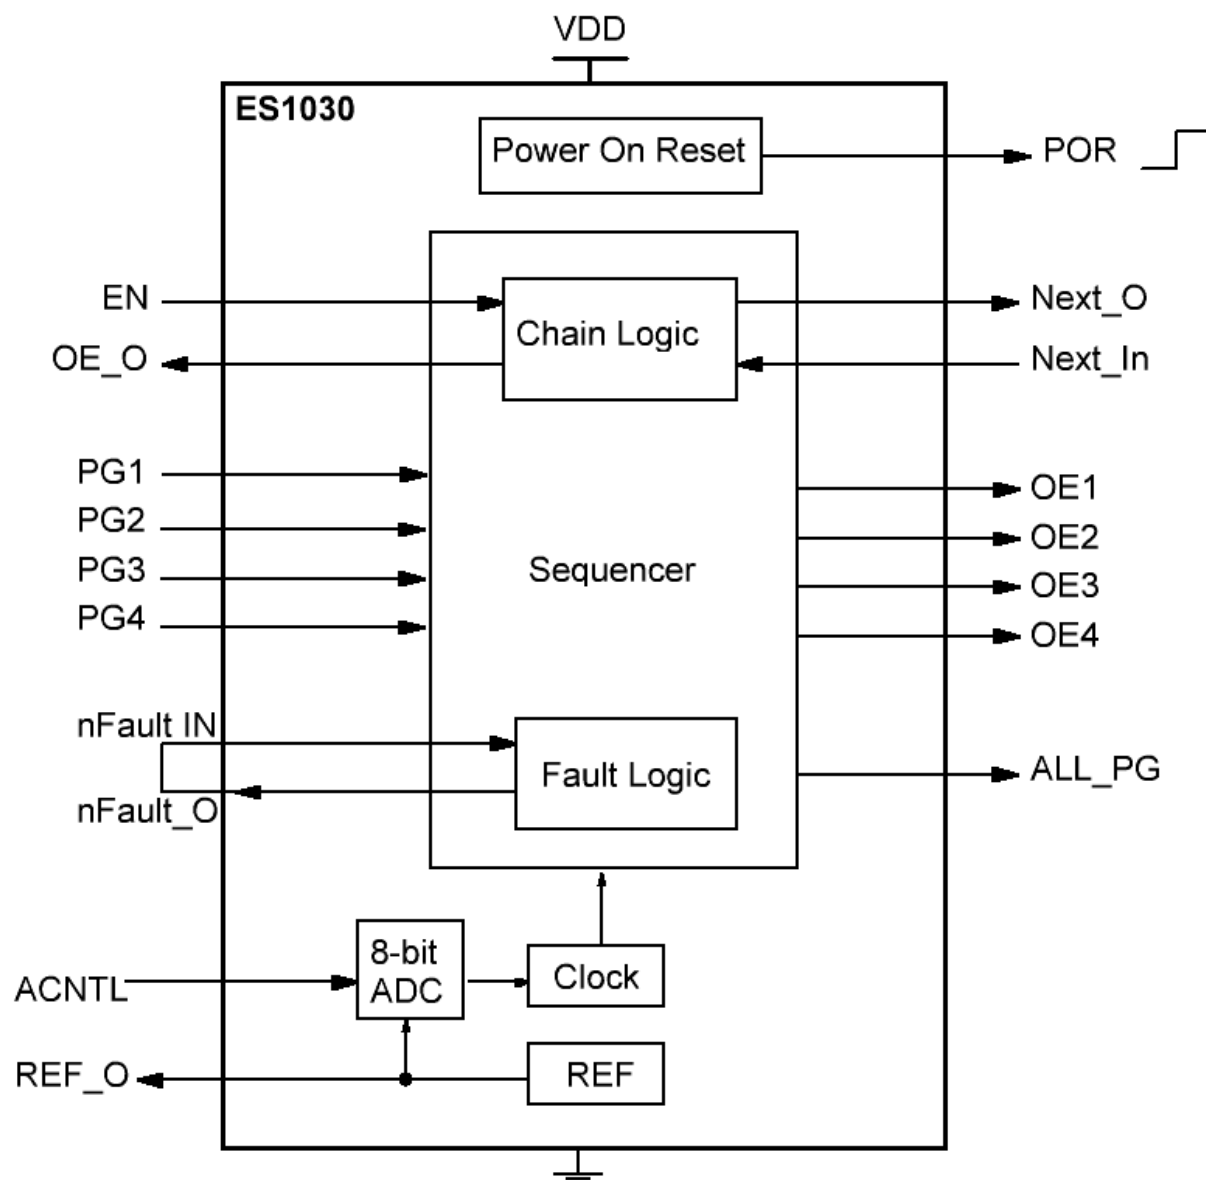 VDD
ES1030
Power On Reset
POR
EN
Next_O
Chain Logic
OE_O
Next_In
PG1
OE1
PG2
OE2
PG3
Sequencer
OE3
PG4
OE4
nFault IN
Fault Logic
ALL_PG
nFault_O
8-bit
ADC
Clock
ACNTL
REF_O
REF